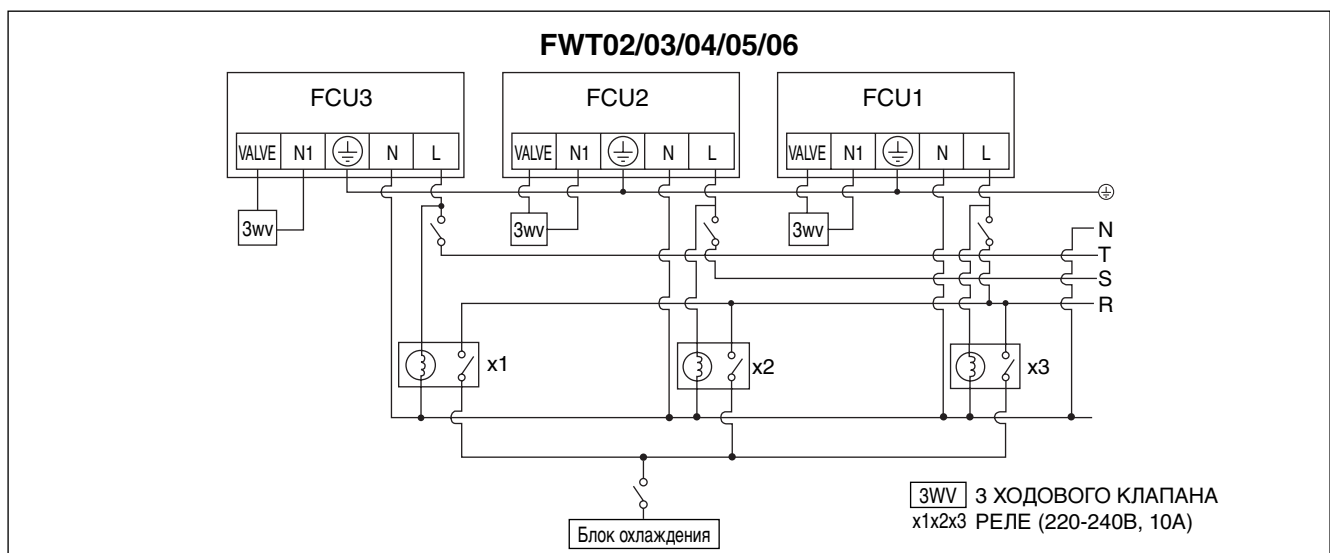 FWT02/03/04/05/06
FCU3 FCU2 FCU1
VALVE N1 N L VALVE N1 N L VALVE N1 N L
3wv 3wv 3wv
N
T
S
R
x1 x2 x3
3WV 3 ХОДОВОГО КЛАПАНА
x1x2x3 РЕЛЕ (220-240В, 10А)
Блок охлаждения